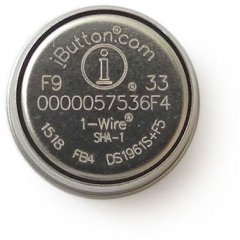 iButton.com
i ®
F9 33
0000057536F4
1-Wire®
SHA-1
1518 FB4 DS1961S+F5